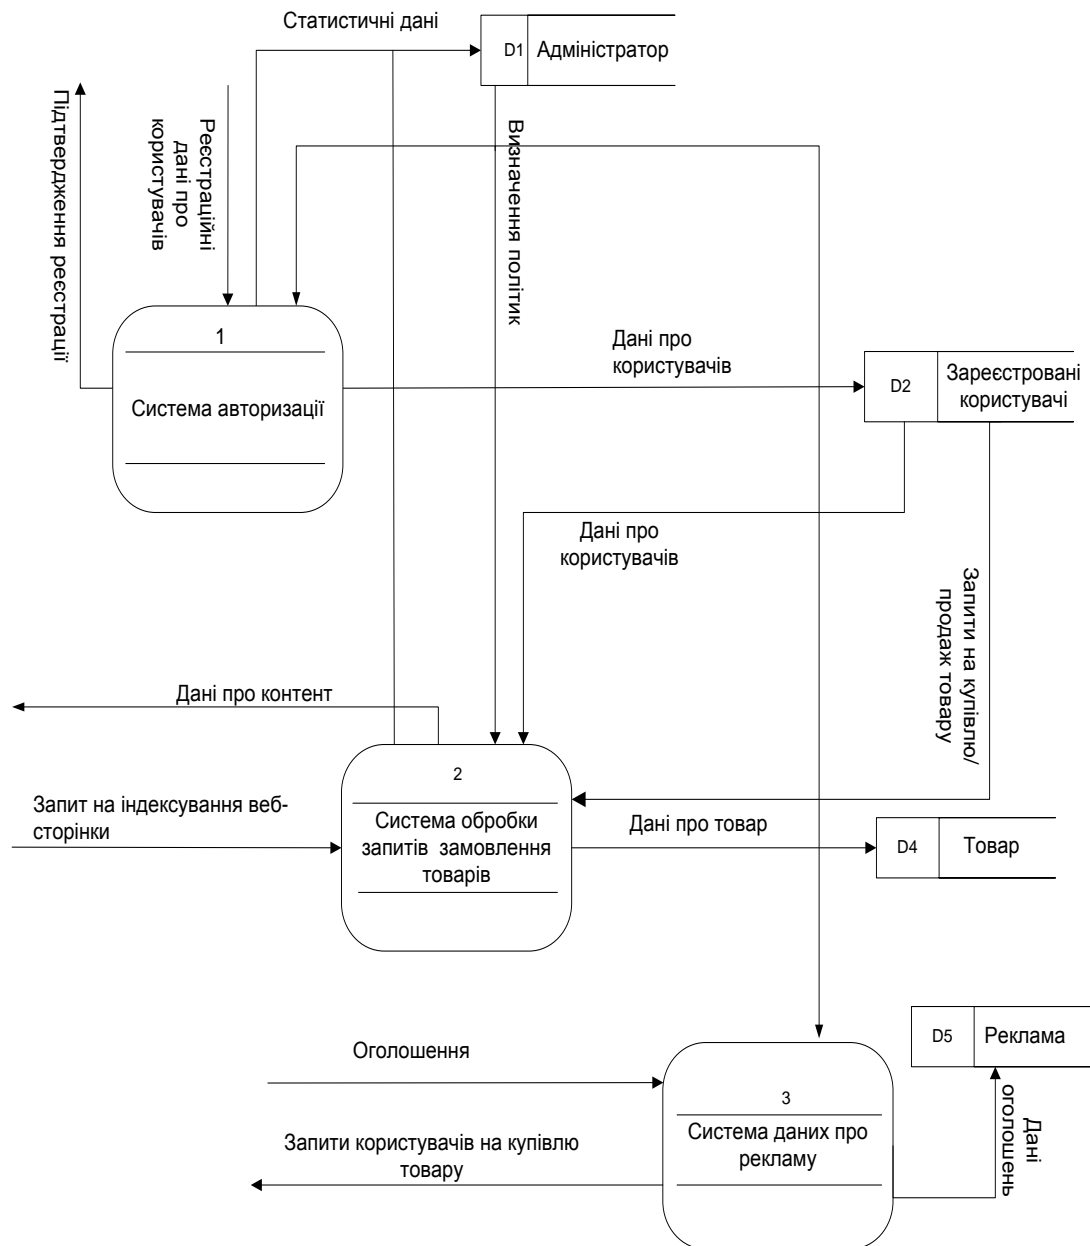 Статистичні дані
D1
Адміністратор
Підтвердження реєстрації
Реєстраційні
дані про
користувачів
Визначення політик
1
Система авторизації
Дані про
користувачів
D2
Зареєстровані
користувачі
Дані про
користувачів
Запити на купівлю/
продаж товару
Дані про контент
2
Система обробки
запитів замовлення
товарів
Запит на індексування веб-
сторінки
Дані про товар
D4
Товар
Оголошення
D5
Реклама
3
Система даних про
рекламу
Запити користувачів на купівлю
товару
Дані
оголошень